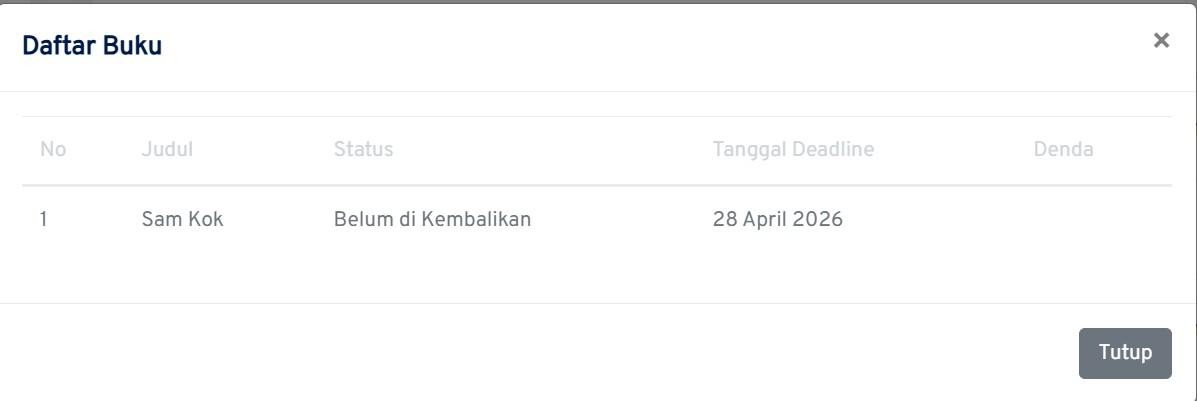 Daftar Buku ×
No Judul Status Tanggal Deadline Denda
1 Sam Kok Belum di Kembalikan 28 April 2026
Tutup